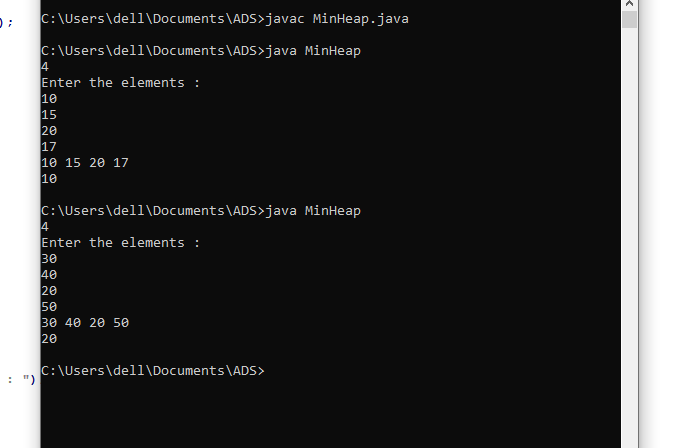 );
C:\Users\dell\Documents\ADS>javac MinHeap.java
C:\Users\dell\Documents\ADS>java MinHeap
4
Enter the elements :
10
15
20
17
10 15 20 17
10
C:\Users\dell\Documents\ADS>java MinHeap
4
Enter the elements :
30
40
20
50
30 40 20 50
20
C:\Users\dell\Documents\ADS>
: ")